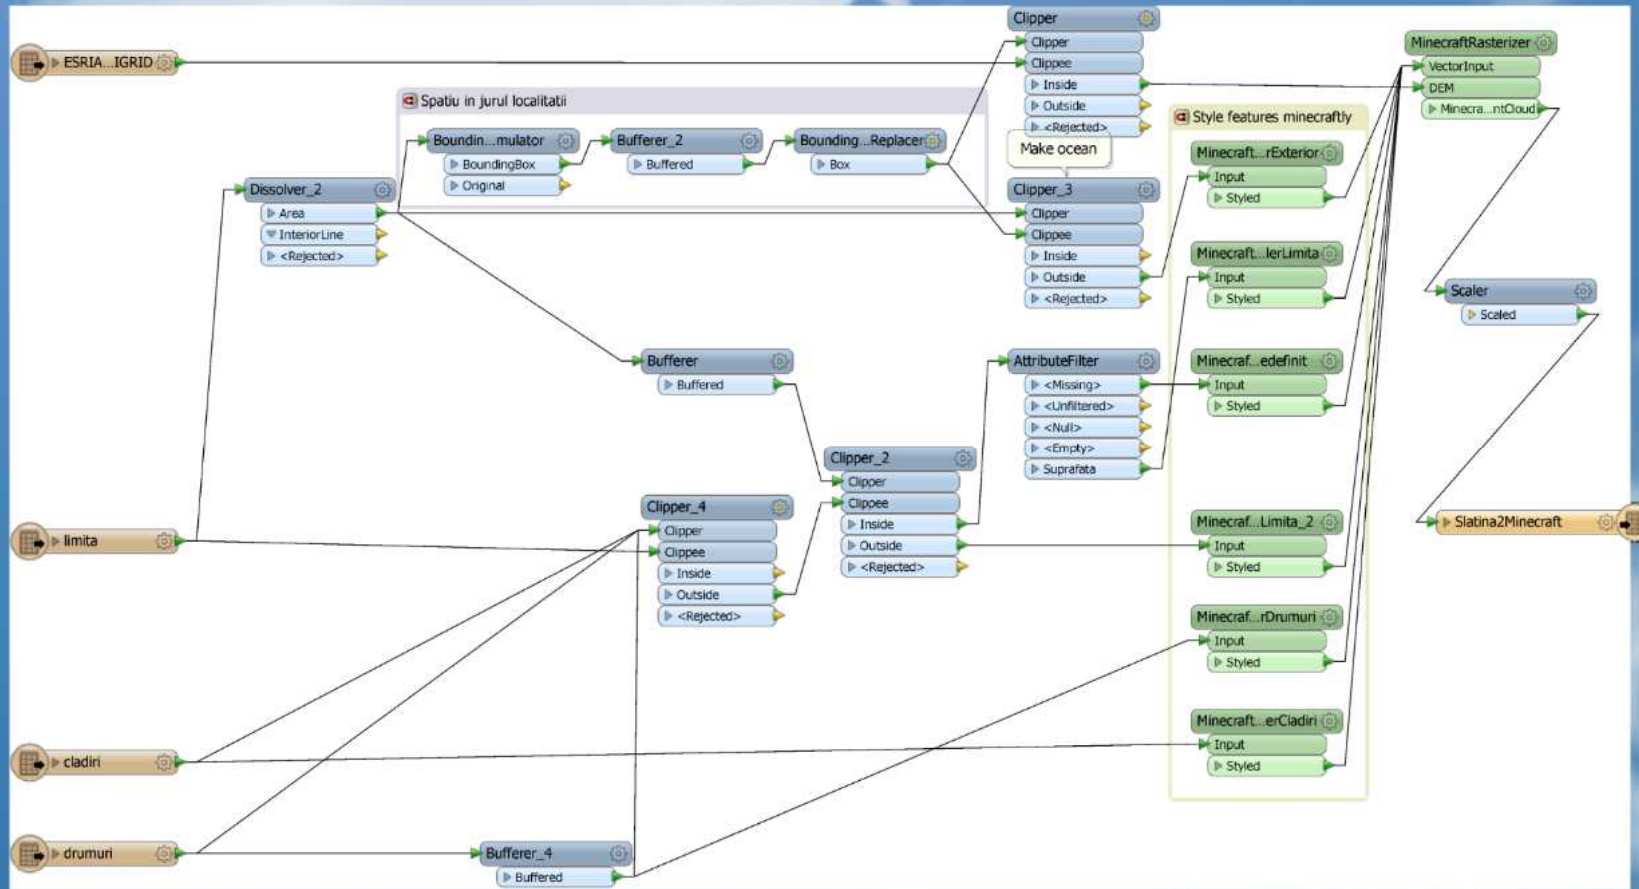 ESRIA...IGRID
Clipper
Clipper
Clippee
Inside
Outside
<Rejected>
MinecraftRasterizer
VectorInput
DEM
Minecra...ntCloud
Spatiu in jurul localitatii
Boundin...mulator
BoundingBox
Original
Bufferer_2
Buffered
Bounding...Replacer
Box
Make ocean
Style features minecraftly
Dissolver_2
Area
InteriorLine
<Rejected>
Clipper_3
Clipper
Clippee
Inside
Outside
<Rejected>
Minecraft...rExterior
Input
Styled
Minecraft...lerLimita
Input
Styled
Scaler
Scaled
Bufferer
Buffered
AttributeFilter
<Missing>
<Unfiltered>
<Null>
<Empty>
Suprafata
Minecraf...edefinit
Input
Styled
Clipper_2
Clipper
Clippee
Inside
Outside
<Rejected>
limita
Clipper_4
Clipper
Clippee
Inside
Outside
<Rejected>
Minecraf...Limita_2
Input
Styled
Slatina2Minecraft
Minecraf...rDrumuri
Input
Styled
cladiri
Minecraft...erCladiri
Input
Styled
drumuri
Bufferer_4
Buffered